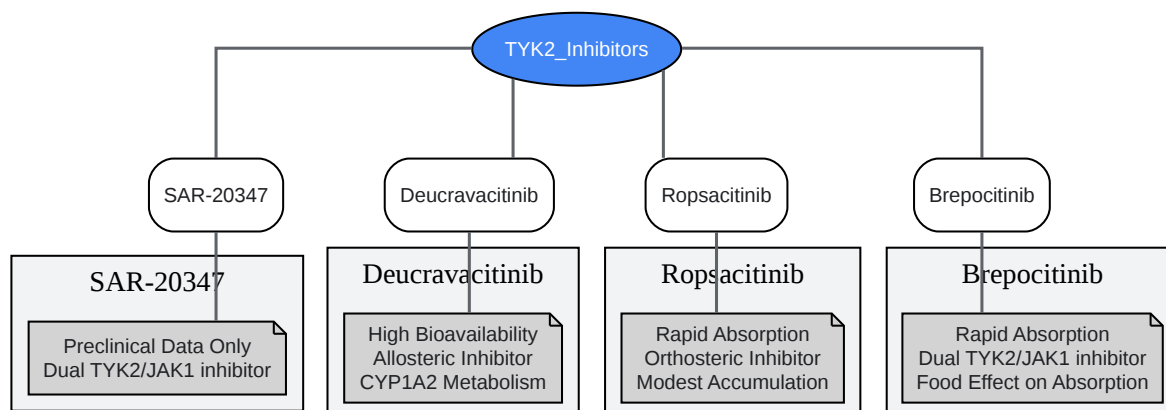 TYK2_Inhibitors
SAR-20347
Deucravacitinib
Ropsacitinib
Brepocitinib
SAR-20347
Deucravacitinib
Ropsacitinib
Brepocitinib
Preclinical Data Only
Dual TYK2/JAK1 inhibitor
High Bioavailability
Allosteric Inhibitor
CYP1A2 Metabolism
Rapid Absorption
Orthosteric Inhibitor
Modest Accumulation
Rapid Absorption
Dual TYK2/JAK1 inhibitor
Food Effect on Absorption